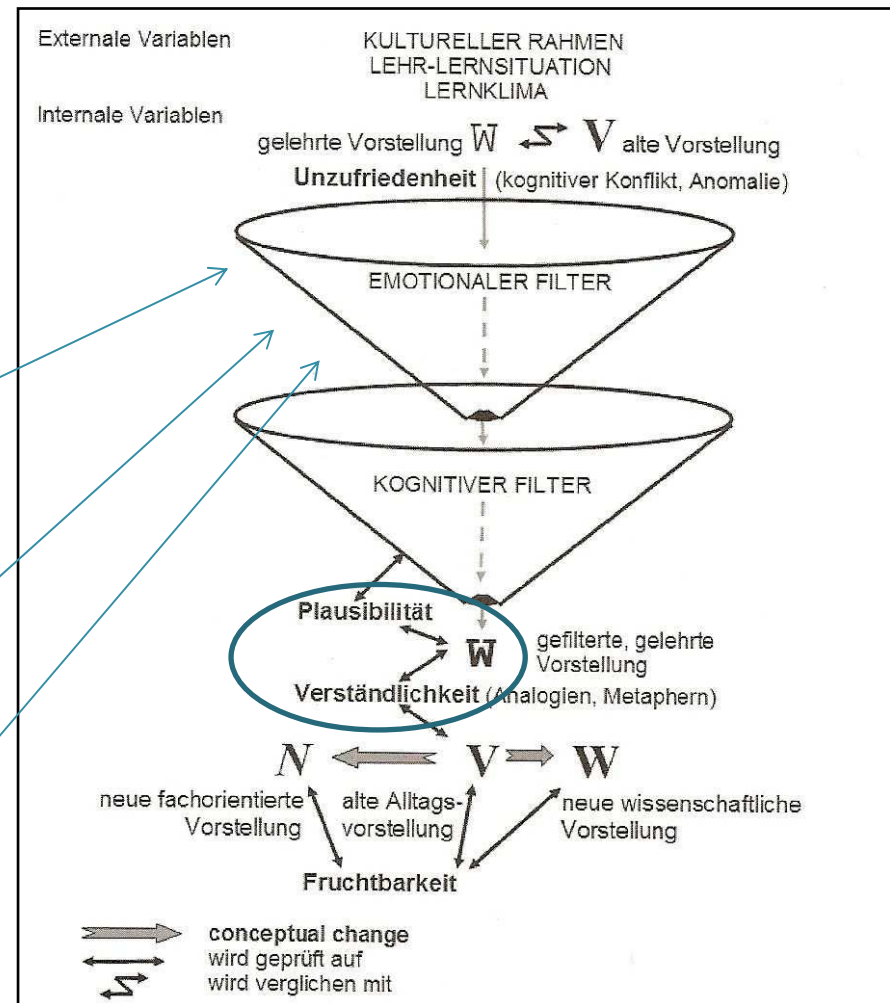 Externale Variablen
KULTURELLER RAHMEN
LEHR-LERNSITUATION
LERNKLIMA
Internale Variablen
gelehrte Vorstellung W V alte Vorstellung
Unzufriedenheit (kognitiver Konflikt, Anomalie)
EMOTIONALER FILTER
KOGNITIVER FILTER
Plausibilität
W gefilterte, gelehrte
Vorstellung
Verständlichkeit (Analogien, Metaphern)
N V W
neue fachorientierte
Vorstellung
alte Alltags-
vorstellung
neue wissenschaftliche
Vorstellung
Fruchtbarkeit
conceptual change
wird geprüft auf
wird verglichen mit